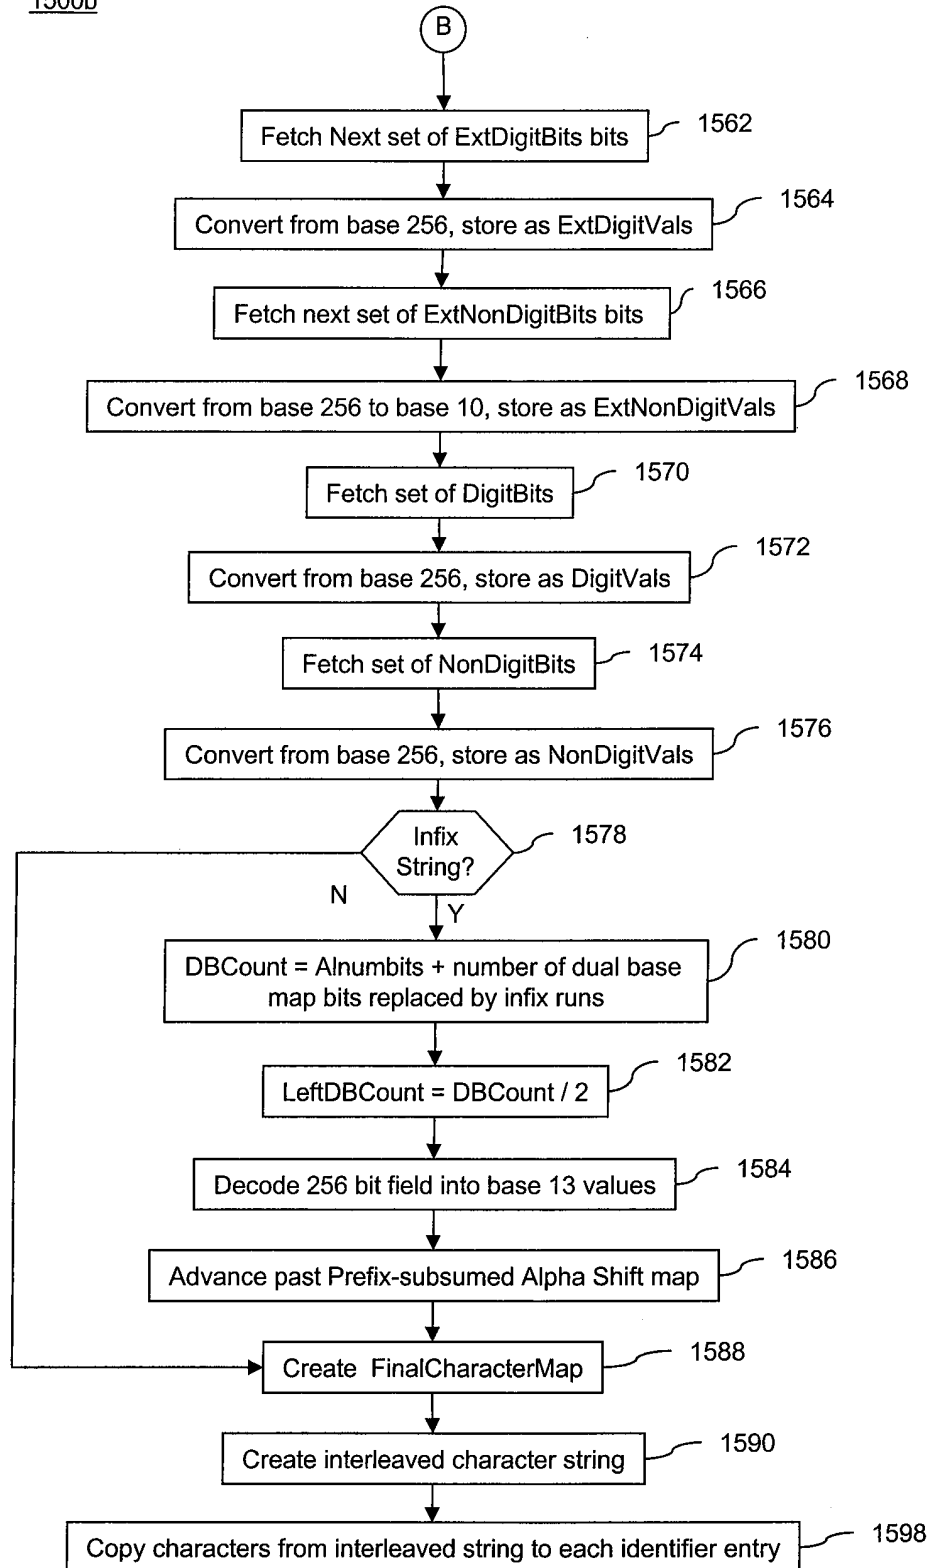 1500b
B
Fetch Next set of ExtDigitBits bits
1562
Convert from base 256, store as ExtDigitVals
1564
Fetch next set of ExtNonDigitBits bits
1566
Convert from base 256 to base 10, store as ExtNonDigitVals
1568
Fetch set of DigitBits
1570
Convert from base 256, store as DigitVals
1572
Fetch set of NonDigitBits
1574
Convert from base 256, store as NonDigitVals
1576
Infix
String?
1578
N
Y
DBCount = Alnumbits + number of dual base
map bits replaced by infix runs
1580
LeftDBCount = DBCount / 2
1582
Decode 256 bit field into base 13 values
1584
Advance past Prefix-subsumed Alpha Shift map
1586
Create FinalCharacterMap
1588
Create interleaved character string
1590
Copy characters from interleaved string to each identifier entry
1598